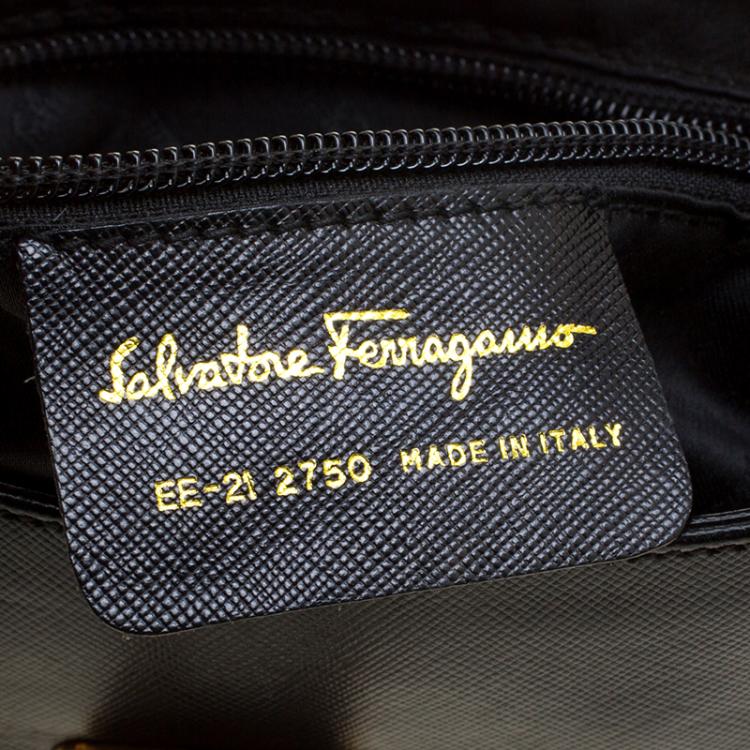 Salvatore Ferragamo
EE-21 2750 MADE IN ITALY